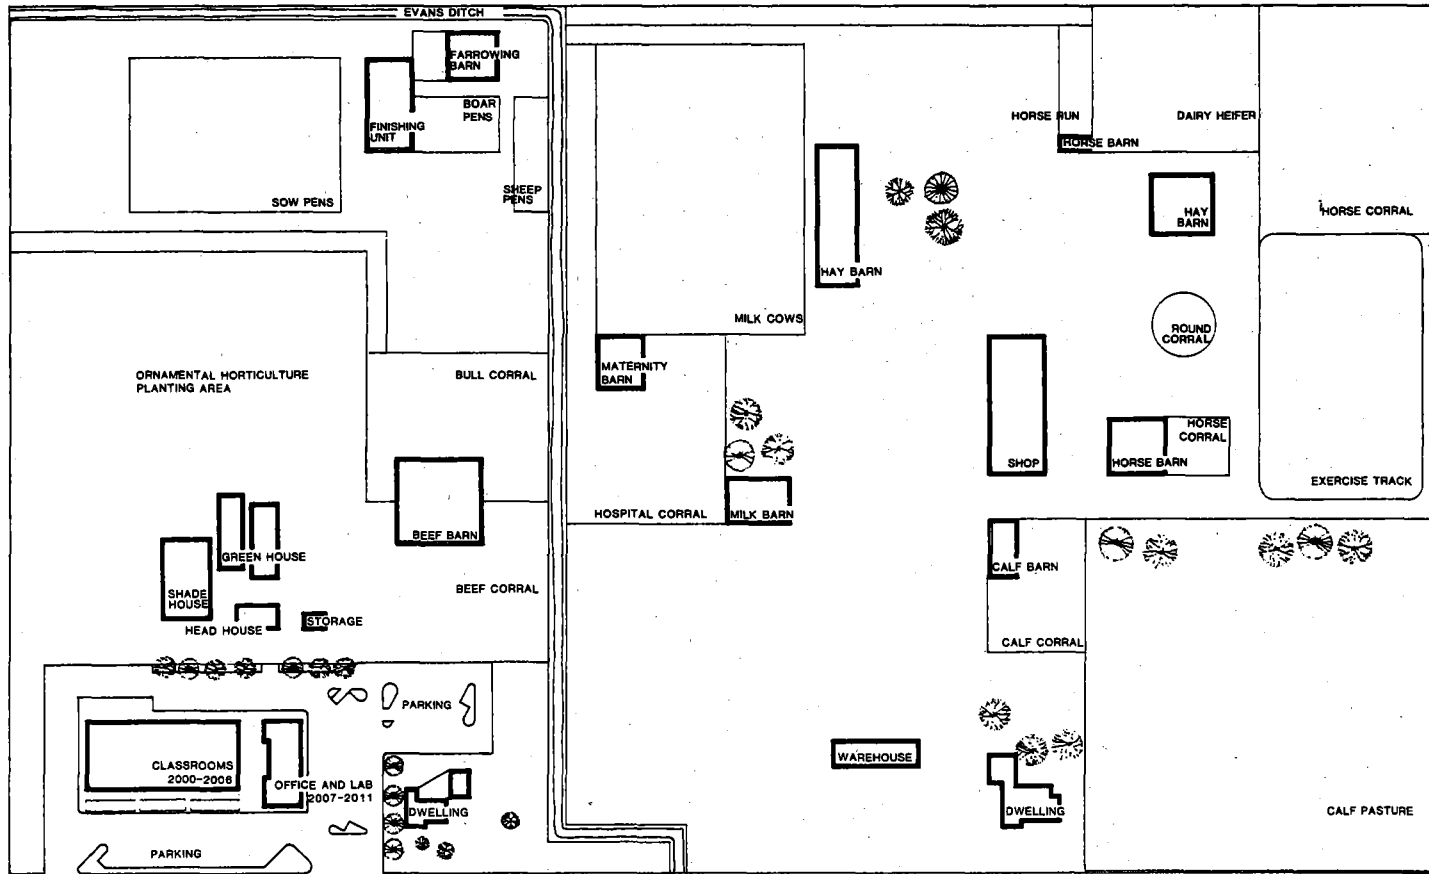 EVANS DITCH
FARROWING
BARN
BOAR
PENS
FINISHING
UNIT
SHEEP
PENS
SOW PENS
HORSE RUN
DAIRY HEIFER
HORSE BARN
HAY
BARN
HORSE CORRAL
HAY BARN
MILK COWS
ROUND
CORRAL
MATERNITY
BARN
ORNAMENTAL HORTICULTURE
PLANTING AREA
BULL CORRAL
HORSE
CORRAL
SHOP
HORSE BARN
EXERCISE TRACK
HOSPITAL CORRAL
MILK BARN
BEEF BARN
GREEN HOUSE
CALF BARN
SHADE
HOUSE
BEEF CORRAL
HEAD HOUSE
STORAGE
CALF CORRAL
PARKING
CLASSROOMS
2000-2006
OFFICE AND LAB
2007-2011
DWELLING
WAREHOUSE
DWELLING
CALF PASTURE
PARKING